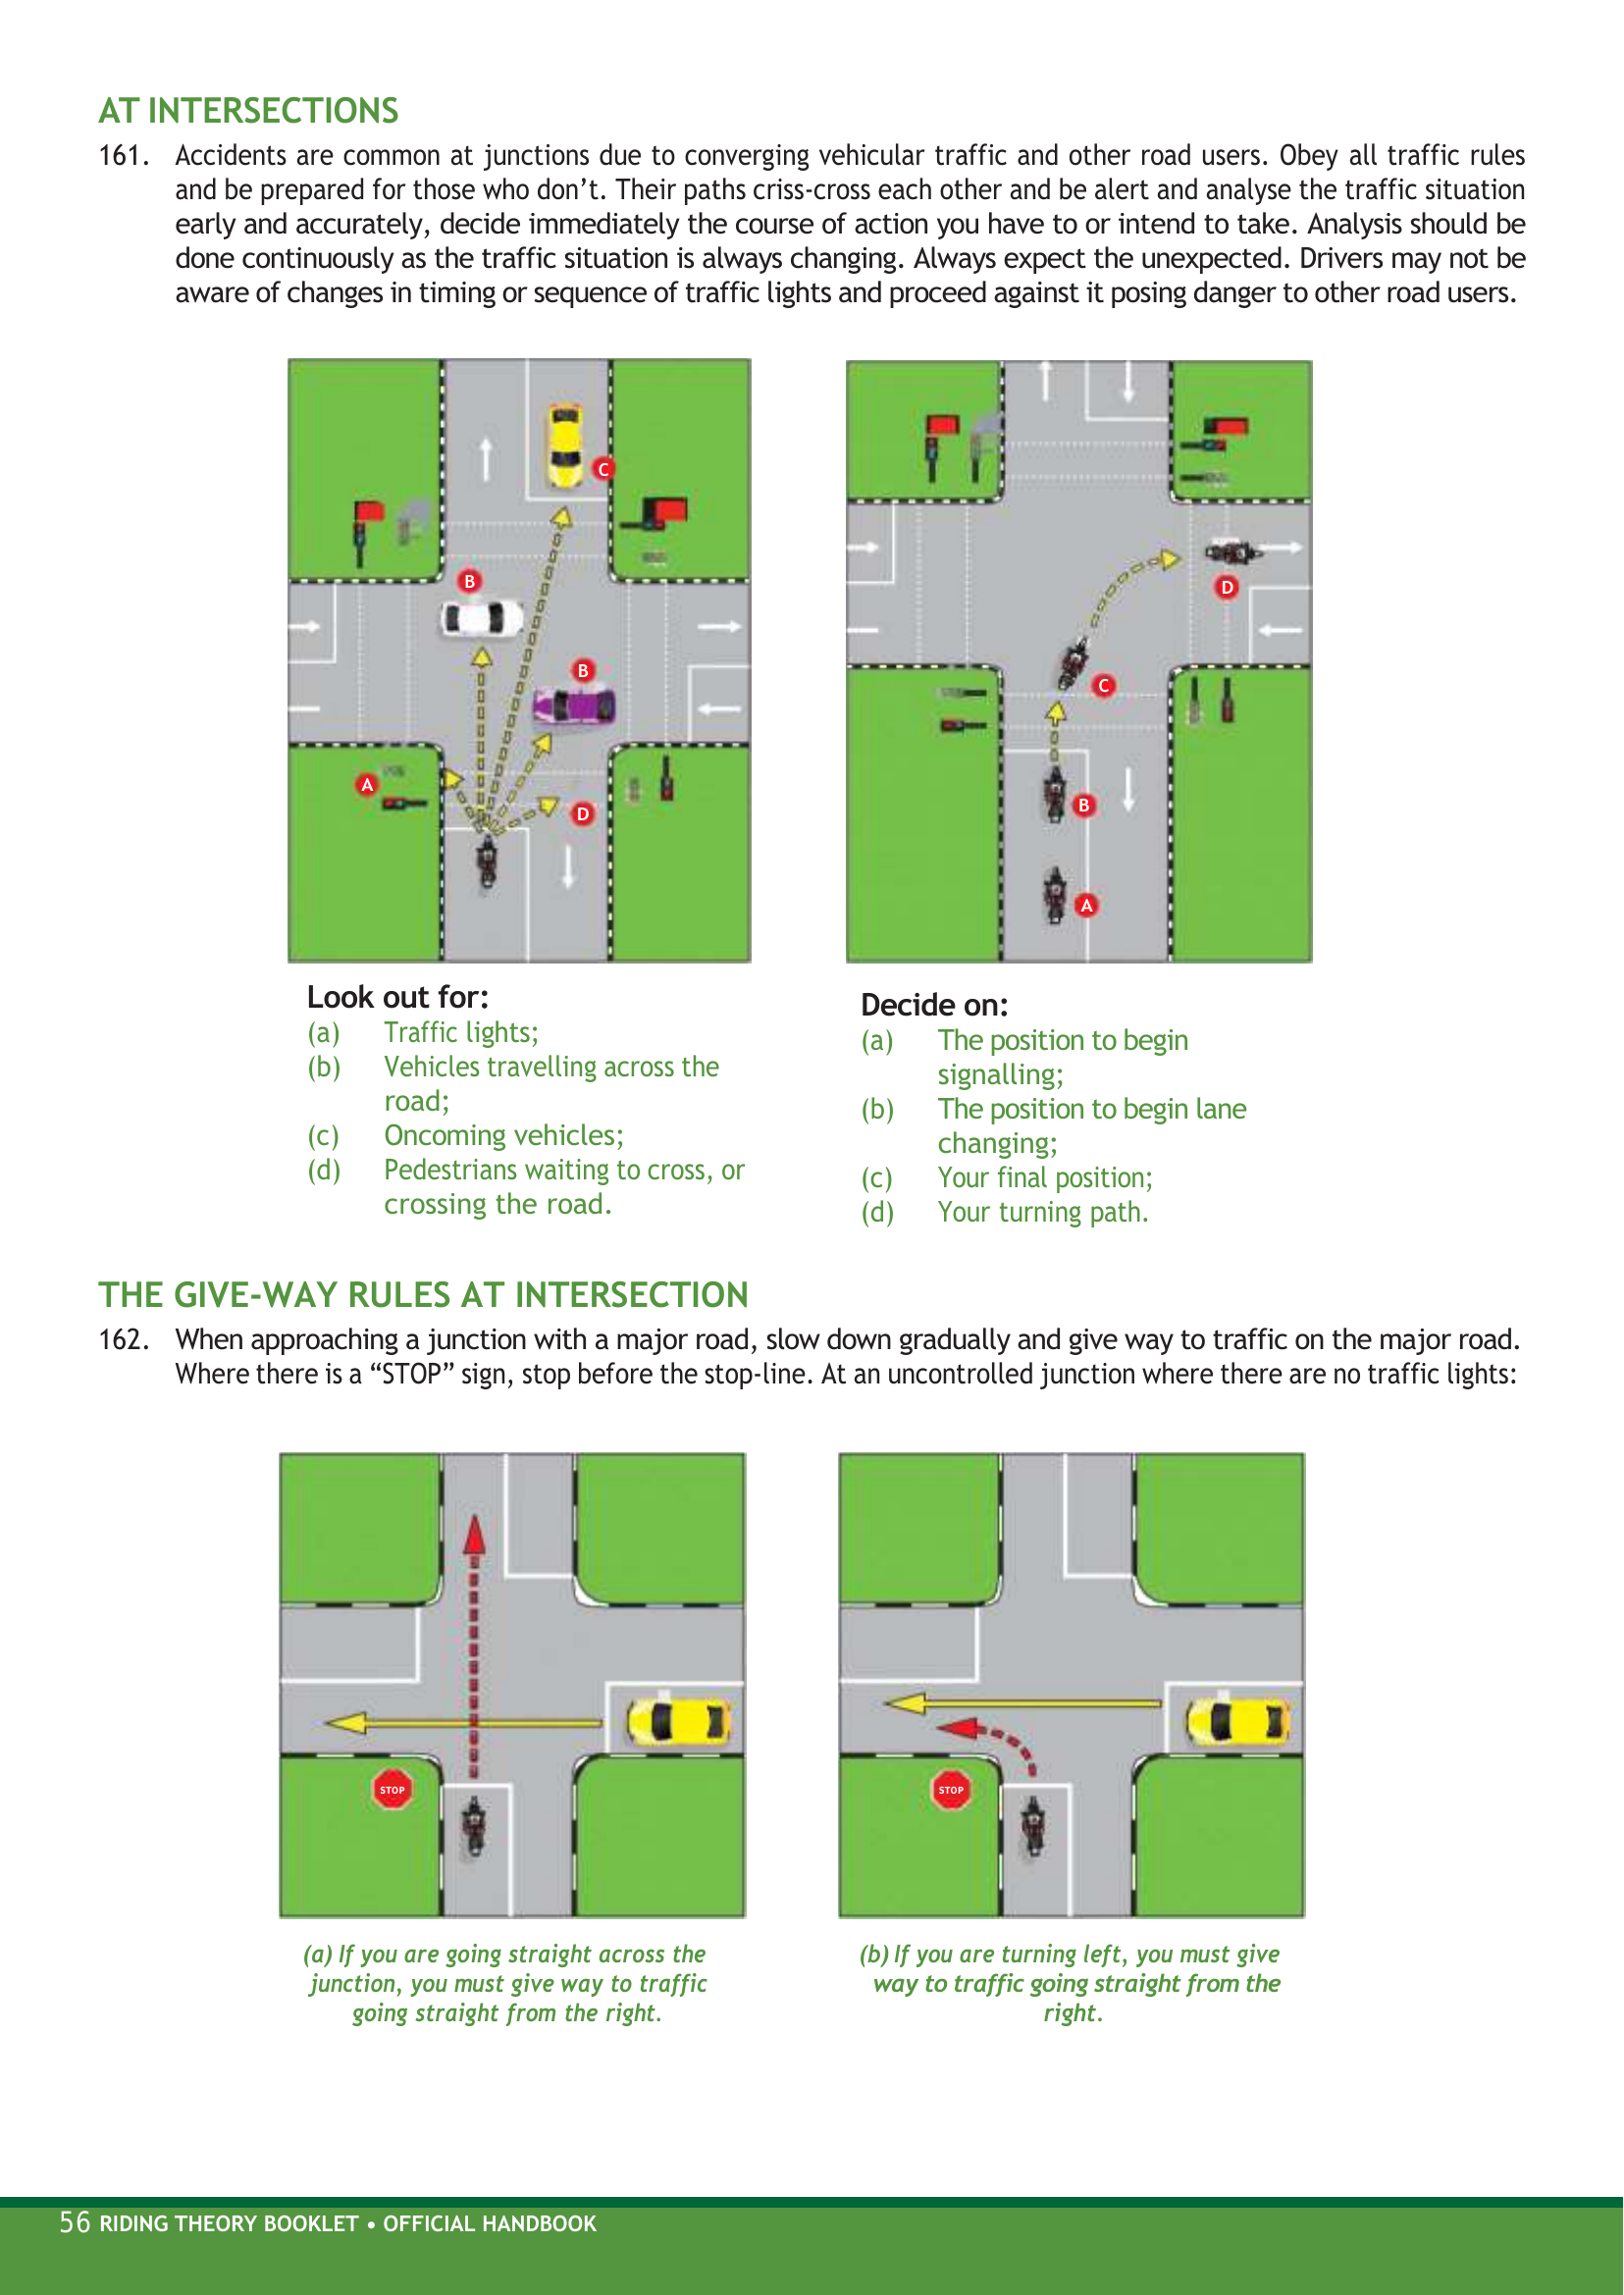 AT INTERSECTIONS
161. Accidents are common at junctions due to converging vehicular traffic and other road users. Obey all traffic rules
and be prepared for those who don’t. Their paths criss-cross each other and be alert and analyse the traffic situation
early and accurately, decide immediately the course of action you have to or intend to take. Analysis should be
done continuously as the traffic situation is always changing. Always expect the unexpected. Drivers may not be
aware of changes in timing or sequence of traffic lights and proceed against it posing danger to other road users.
C
B
B
A
D
D
C
B
A
Look out for:
(a) Traffic lights;
(b) Vehicles travelling across the
road;
(c) Oncoming vehicles;
(d) Pedestrians waiting to cross, or
crossing the road.
Decide on:
(a) The position to begin
signalling;
(b) The position to begin lane
changing;
(c) Your final position;
(d) Your turning path.
THE GIVE-WAY RULES AT INTERSECTION
162. When approaching a junction with a major road, slow down gradually and give way to traffic on the major road.
Where there is a “STOP” sign, stop before the stop-line. At an uncontrolled junction where there are no traffic lights:
STOP
STOP
(a) If you are going straight across the
junction, you must give way to traffic
going straight from the right.
(b) If you are turning left, you must give
way to traffic going straight from the
right.
56 RIDING THEORY BOOKLET • OFFICIAL HANDBOOK